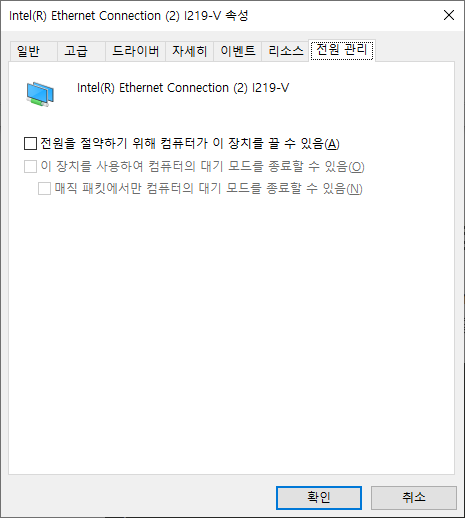 Intel(R) Ethernet Connection (2) I219-V 속성
일반 고급 드라이버 자세히 이벤트 리소스 전원 관리
Intel(R) Ethernet Connection (2) I219-V
전원을 절약하기 위해 컴퓨터가 이 장치를 끌 수 있음(A)
이 장치를 사용하여 컴퓨터의 대기 모드를 종료할 수 있음(O)
매직 패킷에서만 컴퓨터의 대기 모드를 종료할 수 있음(N)
확인 취소